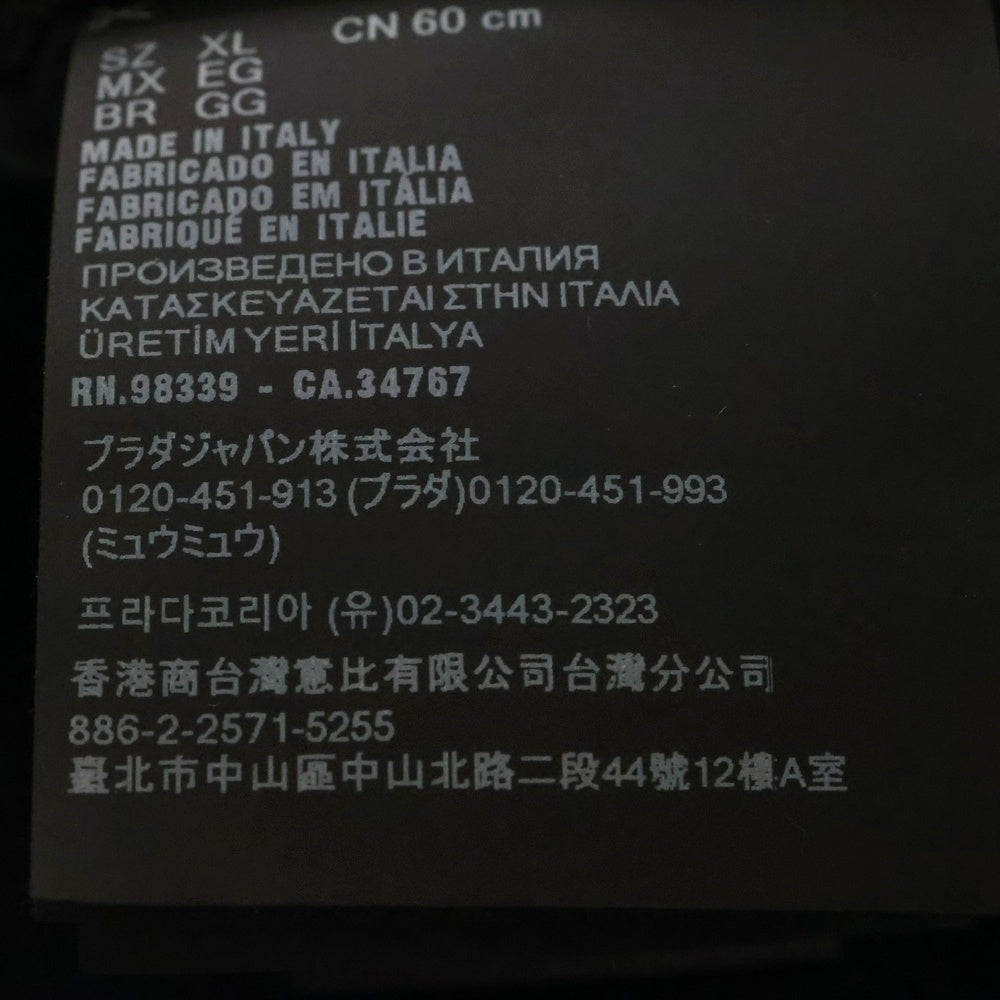 CN 60 cm
SZ XL
MX EG
BR GG
MADE IN ITALY
FABRICADO EN ITALIA
FABRICADO EM ITÁLIA
FABRIQUÉ EN ITALIE
ПРОИЗВЕДЕНО В ИТАЛИЯ
ΚΑΤΑΣΚΕΥΑΖΕΤΑΙ ΣΤΗΝ ΙΤΑΛΙΑ
ÜRETİM YERİ İTALYA
RN.98339 - CA.34767
プラダジャパン株式会社
0120-451-913 (プラダ)0120-451-993
(ミュウミュウ)
프라다코리아 (유)02-3443-2323
香港商台灣意比有限公司台灣分公司
886-2-2571-5255
臺北市中山區中山北路二段44號12樓A室